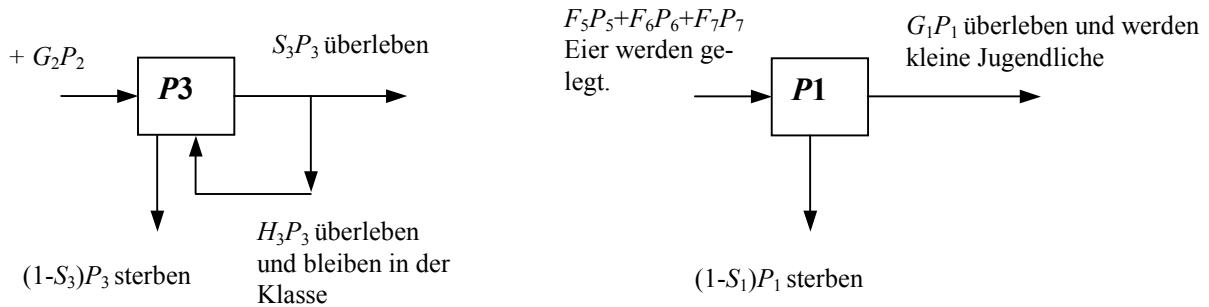 + G₂P₂
S₃P₃ überleben
P3
H₃P₃ überleben
und bleiben in der
Klasse
(1-S₃)P₃ sterben
F₅P₅+F₆P₆+F₇P₇
Eier werden ge-
legt.
G₁P₁ überleben und werden
kleine Jugendliche
P1
(1-S₁)P₁ sterben